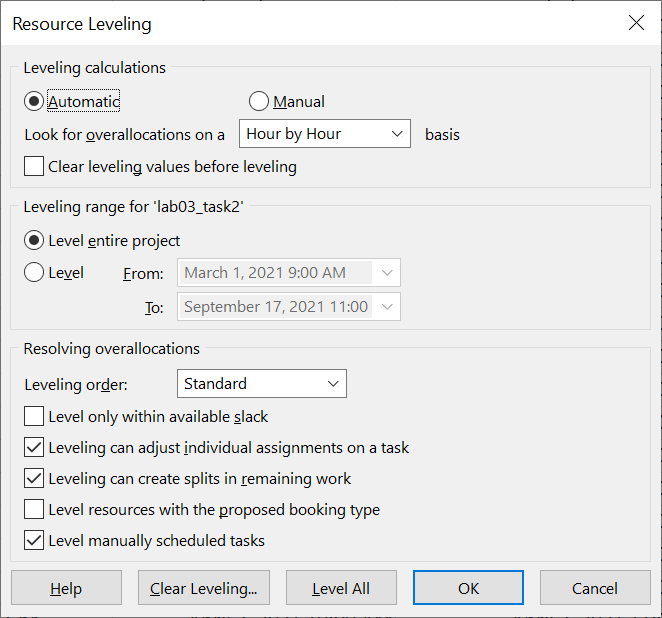 Resource Leveling
Leveling calculations
Automatic Manual
Look for overallocations on a Hour by Hour basis
Clear leveling values before leveling
Leveling range for 'lab03_task2'
Level entire project
Level From: March 1, 2021 9:00 AM
To: September 17, 2021 11:00
Resolving overallocations
Leveling order: Standard
Level only within available slack
Leveling can adjust individual assignments on a task
Leveling can create splits in remaining work
Level resources with the proposed booking type
Level manually scheduled tasks
Help Clear Leveling... Level All OK Cancel